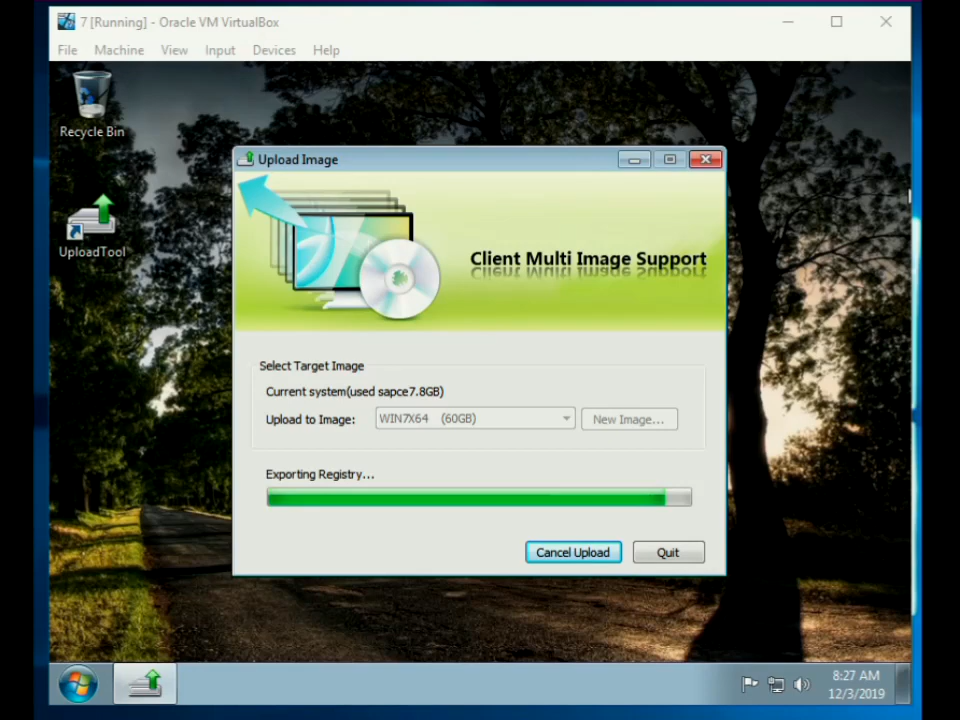 7 [Running] - Oracle VM VirtualBox
File Machine View Input Devices Help
Recycle Bin
UploadTool
Upload Image
Client Multi Image Support
Select Target Image
Current system(used sapce7.8GB)
Upload to Image: WIN7X64 (60GB) New Image...
Exporting Registry...
Cancel Upload Quit
8:27 AM
12/3/2019